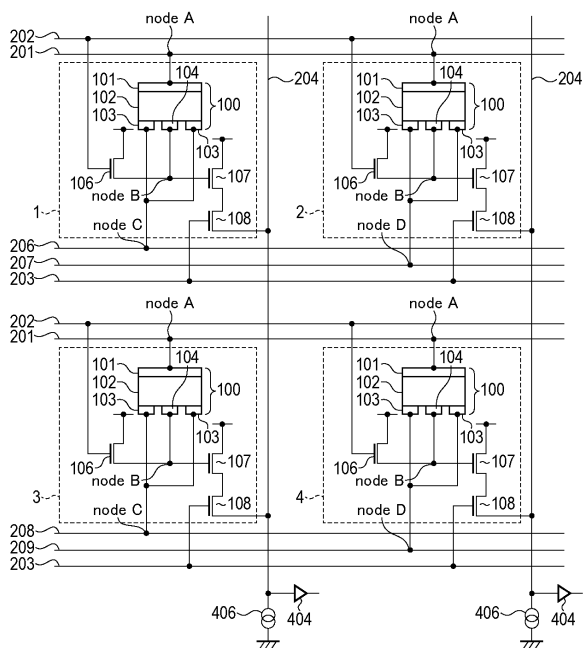 node A node A
202
201 204 204
101 104 101 104
102 100 102 100
103 103
103 103
106 107 106 107
node B node B
1 108 2 108
node C node D
206
207
203
node A node A
202
201
101 104 101 104
102 100 102 100
103 103
103 103
106 107 106 107
node B node B
3 108 4 108
node C node D
208
209
203
406 404 406 404